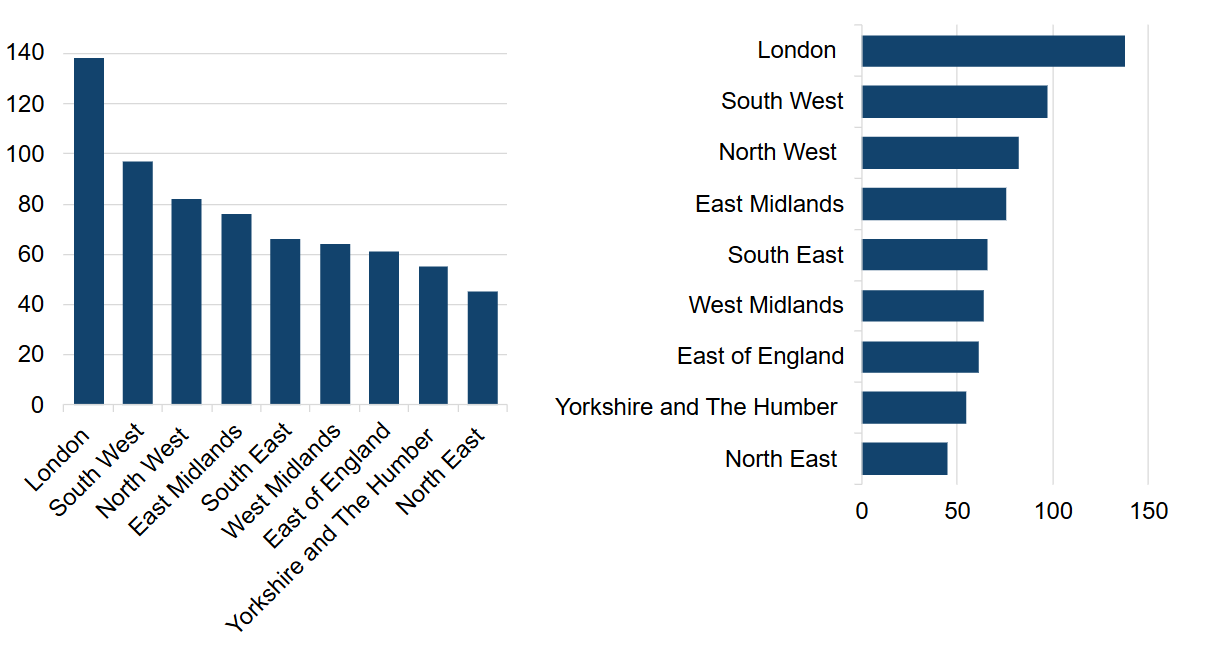 140
120
100
80
60
40
20
0
London
South West
North West
East Midlands
South East
West Midlands
East of England
Yorkshire and The Humber
North East
London
South West
North West
East Midlands
South East
West Midlands
East of England
Yorkshire and The Humber
North East
0 50 100 150